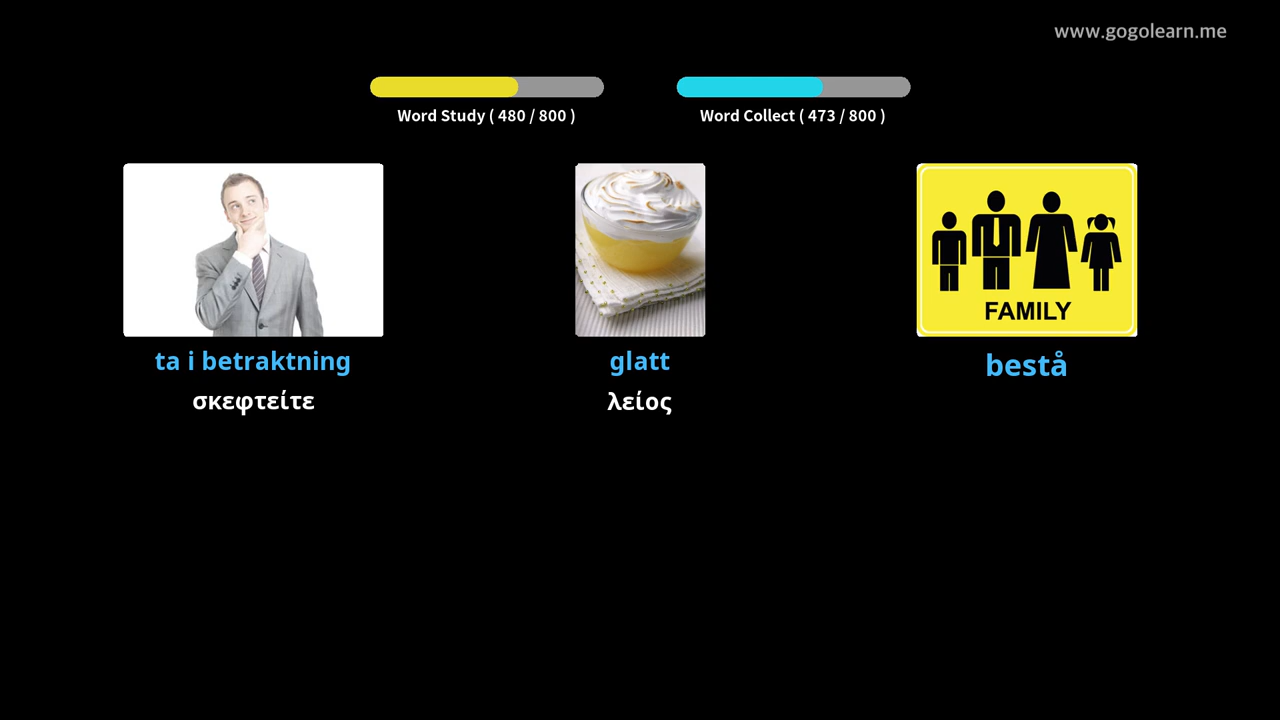 www.gogolearn.me
Word Study ( 480 / 800 )
Word Collect ( 473 / 800 )
FAMILY
ta i betraktning
glatt
bestå
σκεφτείτε
λείος